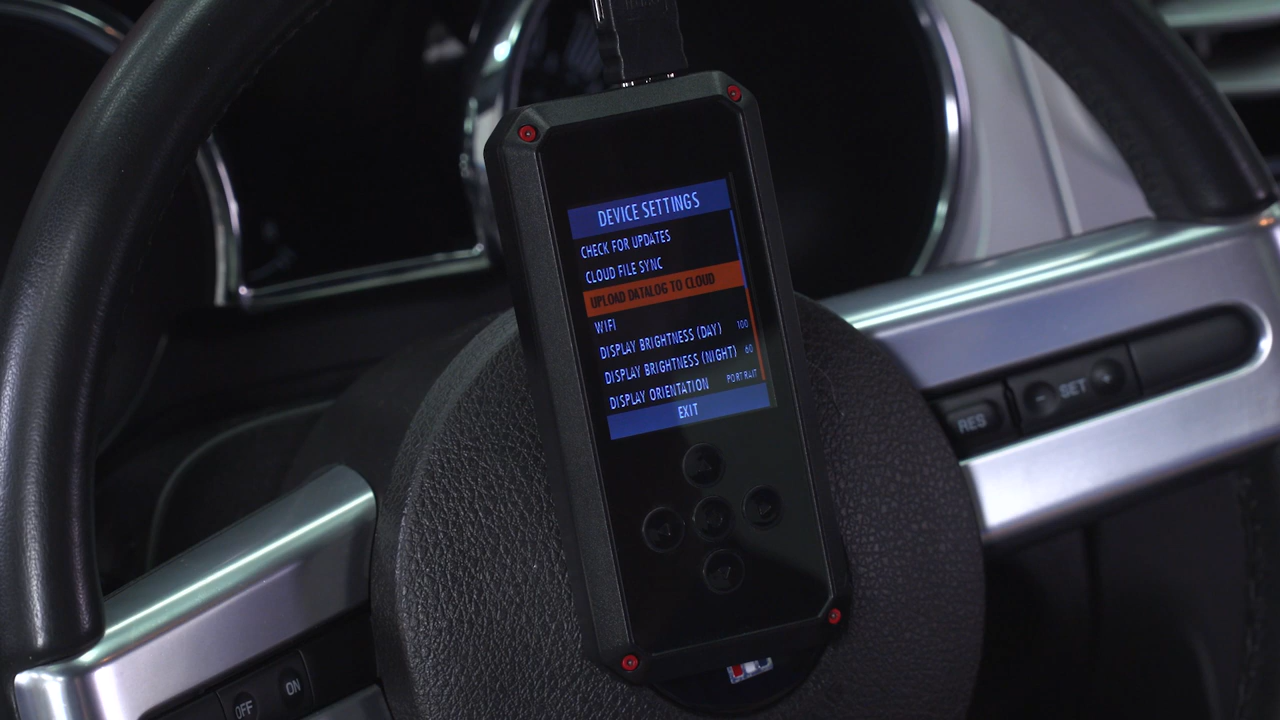 DEVICE SETTINGS
CHECK FOR UPDATES
CLOUD FILE SYNC
UPLOAD DATALOG TO CLOUD
WIFI
DISPLAY BRIGHTNESS (DAY) 100
DISPLAY BRIGHTNESS (NIGHT) 60
DISPLAY ORIENTATION PORTRAIT
EXIT
RES - SET +
OFF ON